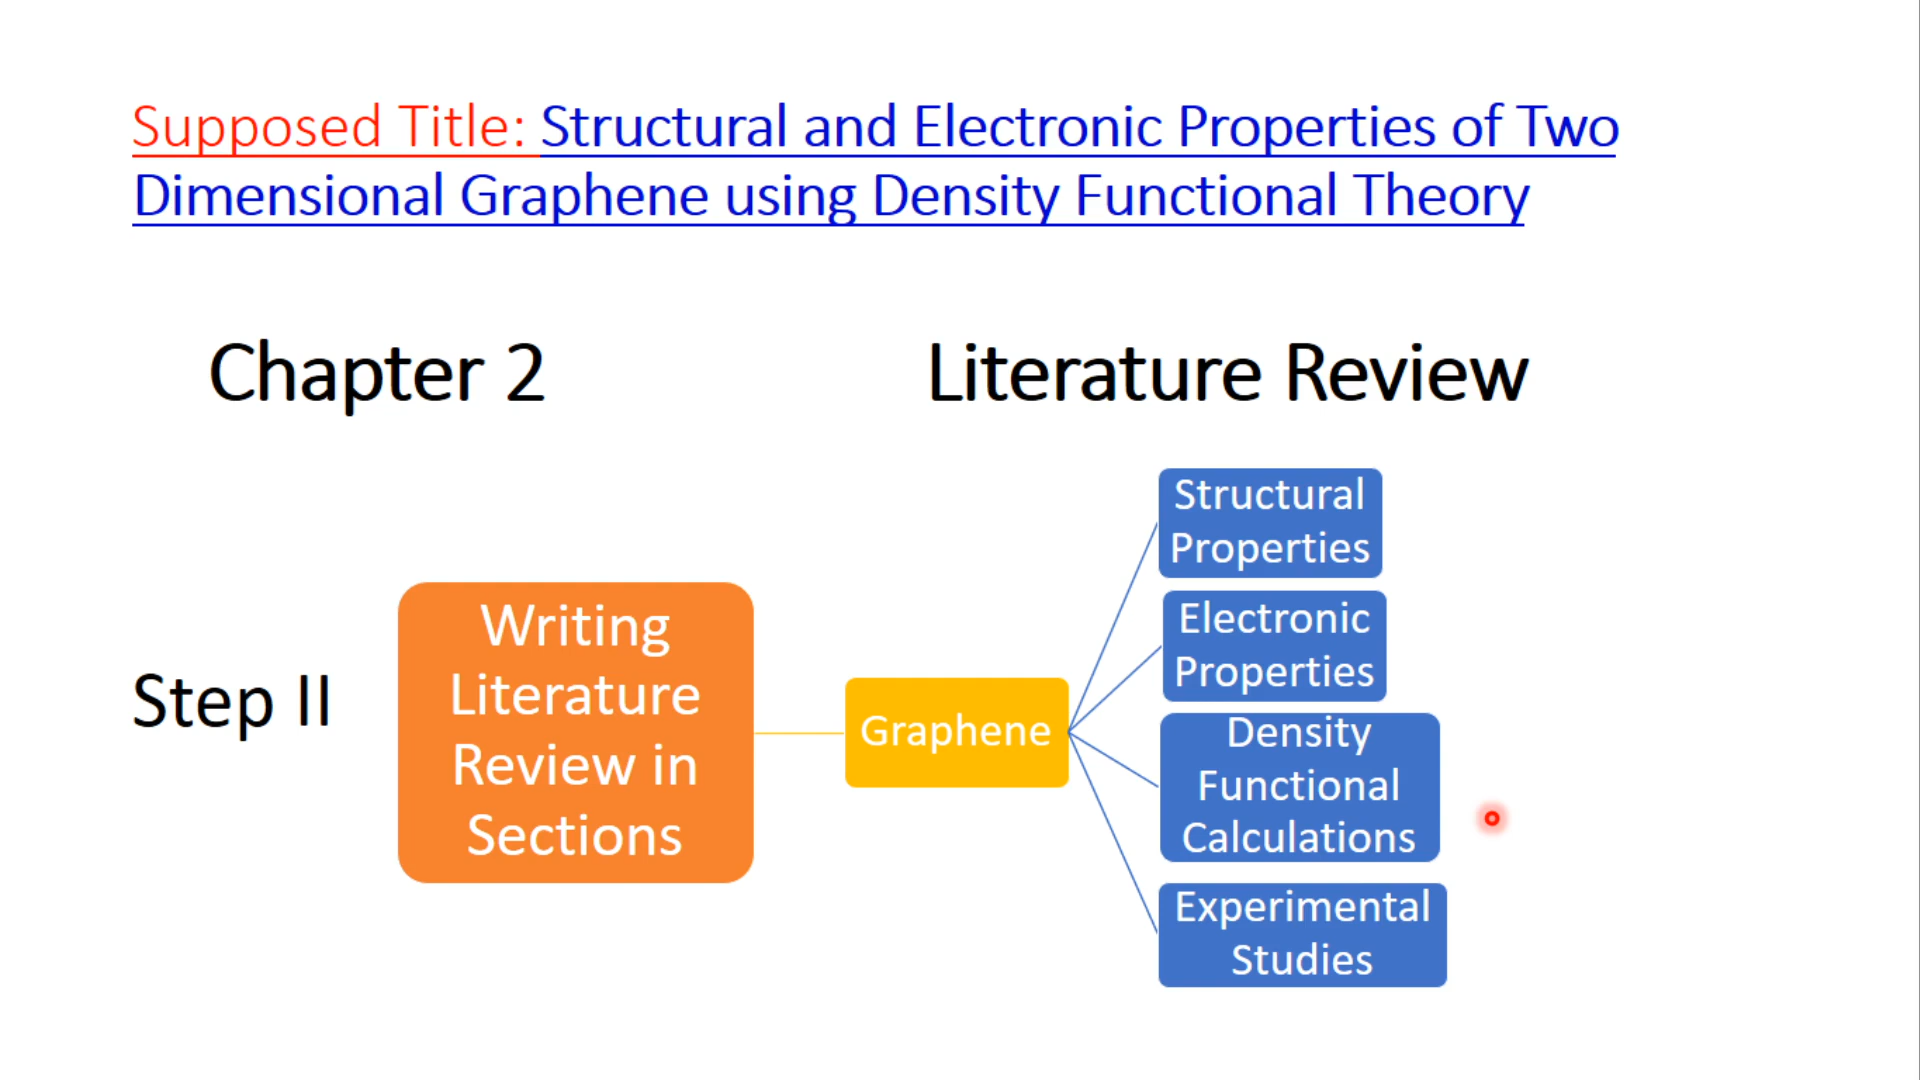 Supposed Title: Structural and Electronic Properties of Two
Dimensional Graphene using Density Functional Theory
Chapter 2
Literature Review
Step II
Writing
Literature
Review in
Sections
Graphene
Structural
Properties
Electronic
Properties
Density
Functional
Calculations
Experimental
Studies